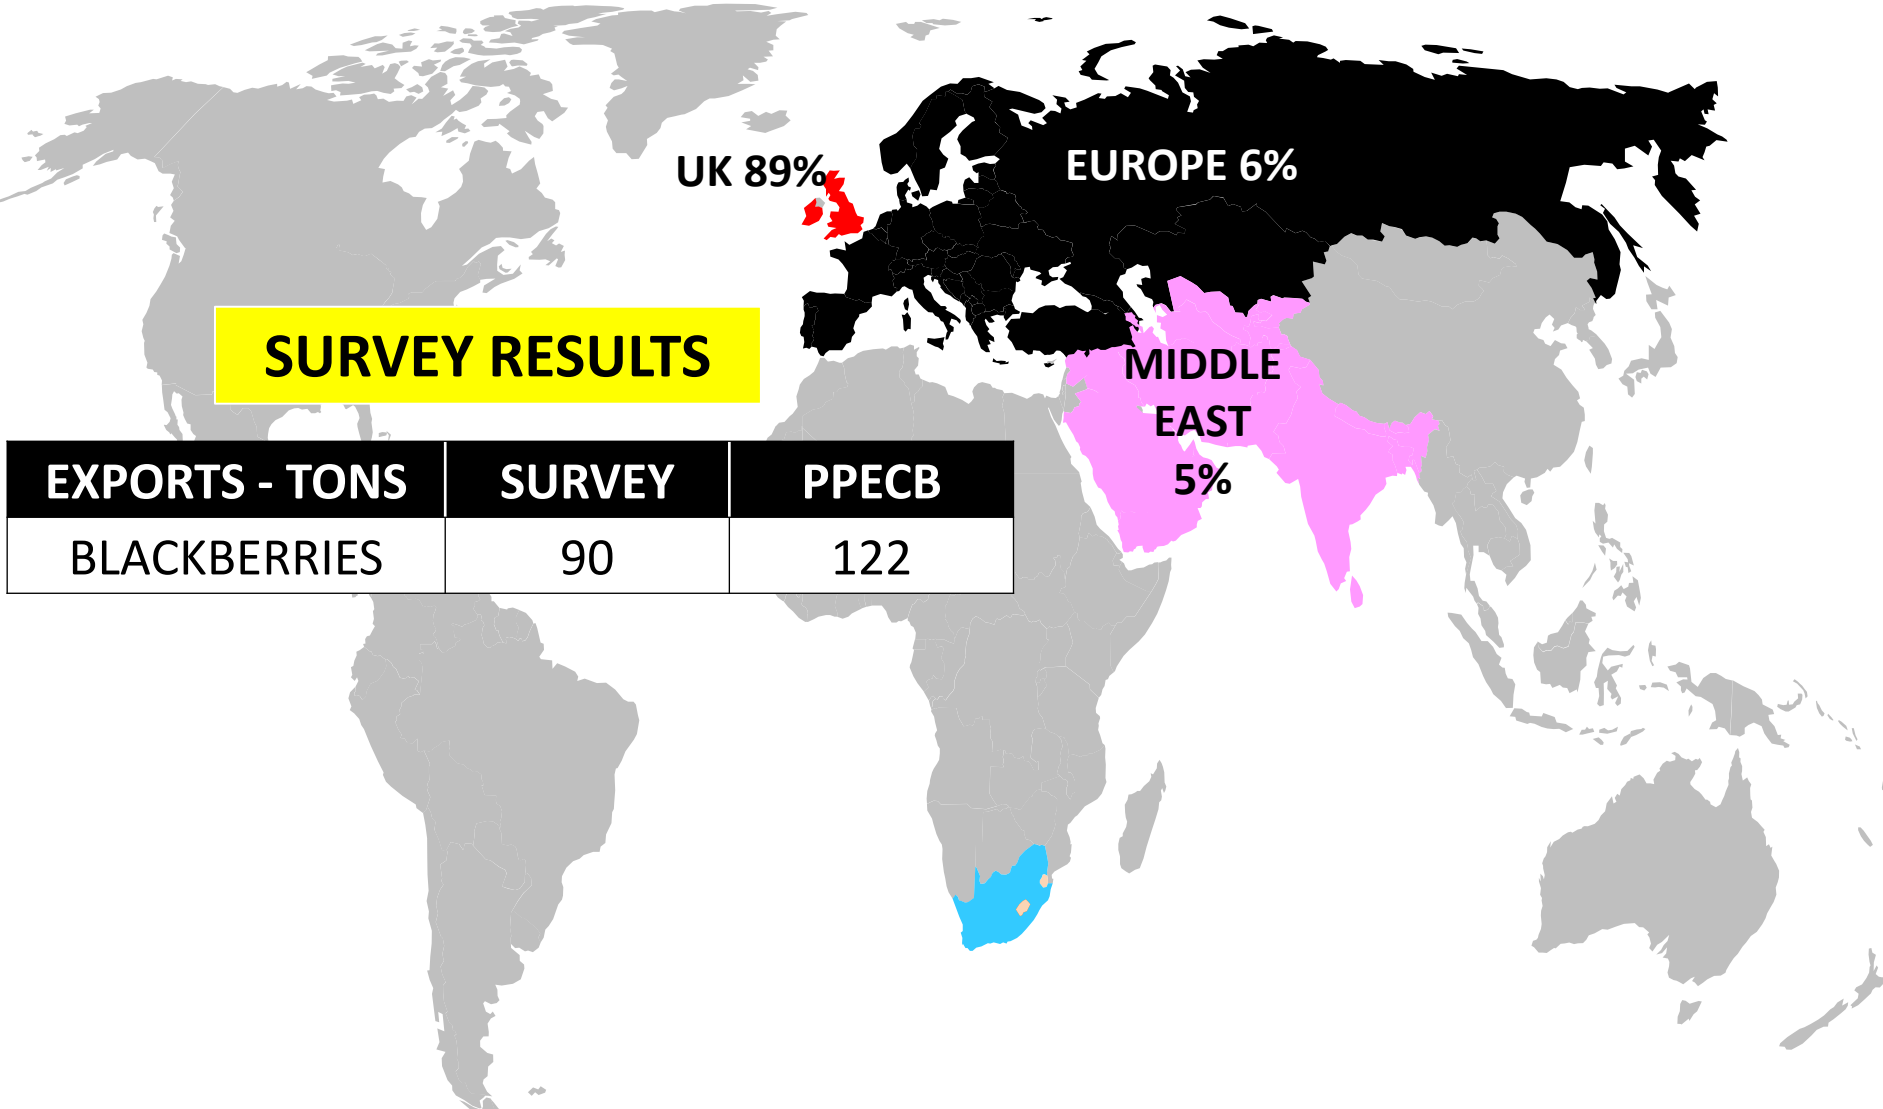 UK 89%
EUROPE 6%
SURVEY RESULTS
MIDDLE
EAST
5%
EXPORTS - TONS SURVEY PPECB
BLACKBERRIES 90 122